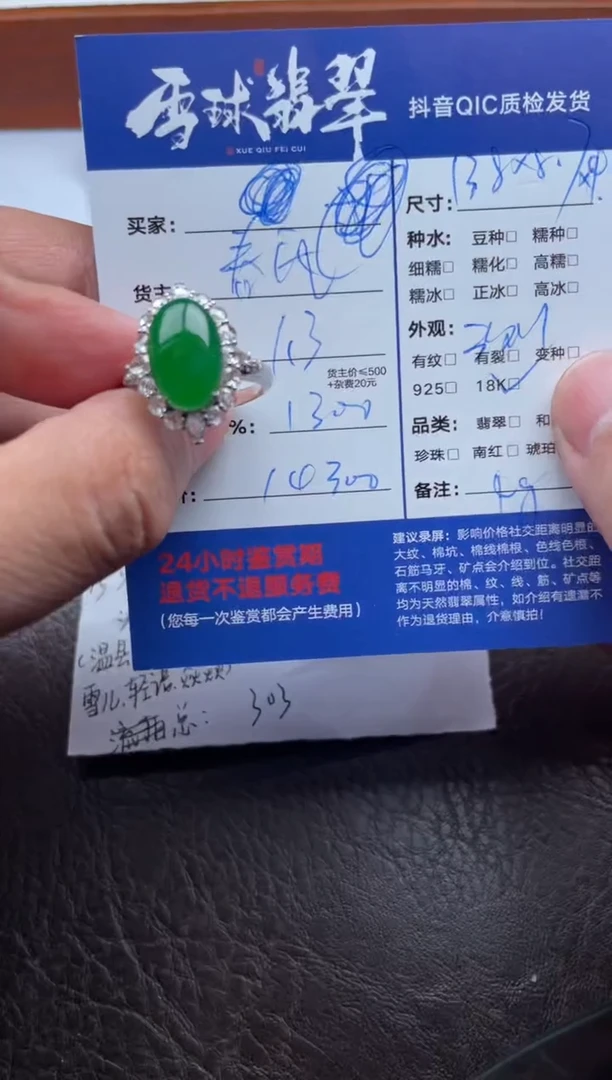 雪球翡翠
XUE QIU FEI CUI
抖音QIC质检发货
买家:
货主
1.3
货主价≤500
+杂费20元
%: 1300
: 14300
24小时鉴赏期
退货不退服务费
(您每一次鉴赏都会产生费用)
尺寸:
种水: 豆种□ 糯种□
细糯□ 糯化□ 高糯□
糯冰□ 正冰□ 高冰□
外观:
有纹□ 有裂□ 变种□
925□ 18K□
品类: 翡翠□ 和
珍珠□ 南红□ 琥珀
备注:
建议录屏: 影响价格社交距离明显的
大纹、棉坑、棉线棉根、色线色根、
石筋马牙、矿点会介绍到位。社交距
离不明显的棉、纹、线、筋、矿点等
均为天然翡翠属性, 如介绍有遗漏不
作为退货理由, 介意慎拍!
(温县
雪儿.轻语.
总: 303